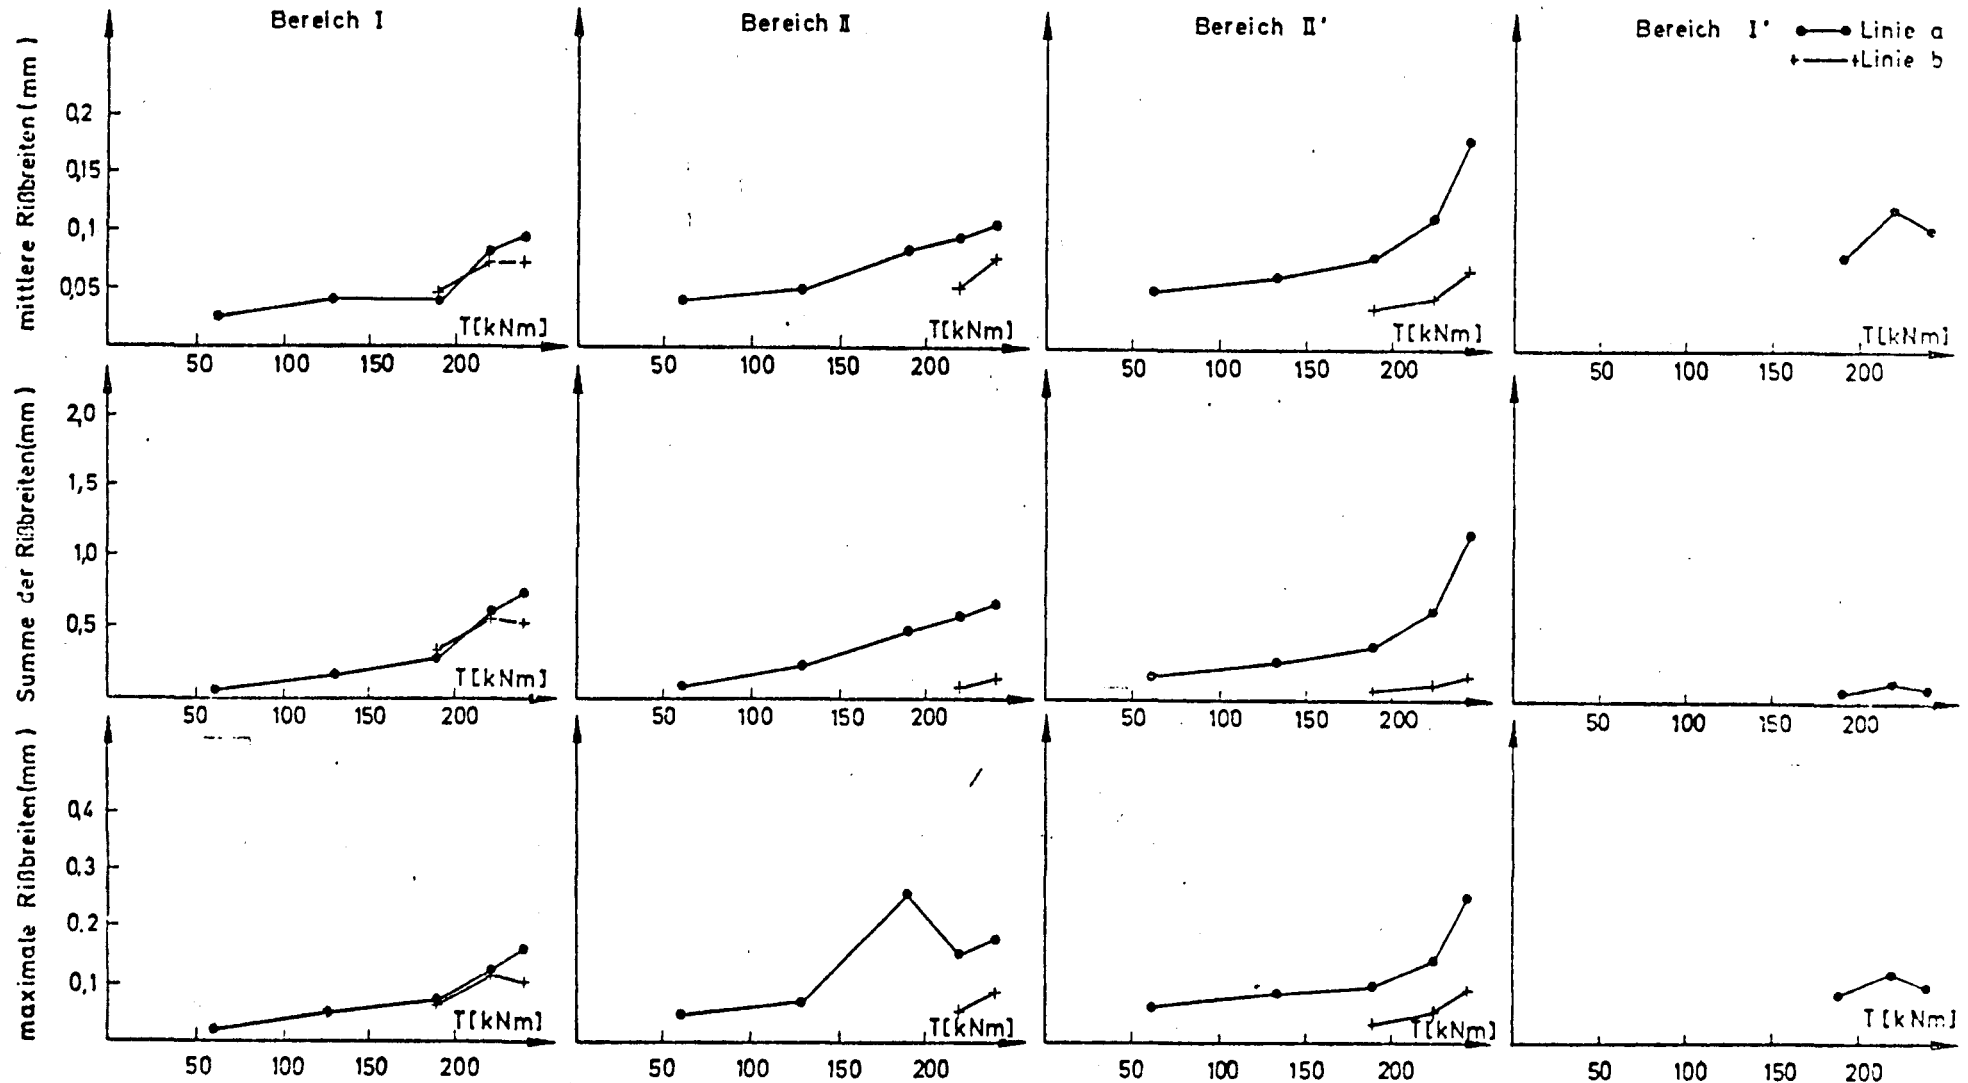 Bereich I
Bereich II
Bereich II'
Bereich I'
Linie a
Linie b
mittlere Rißbreiten (mm)
0,2
0,15
0,1
0,05
T[kNm]
T[kNm]
T[kNm]
T[kNm]
50 100 150 200
50 100 150 200
50 100 150 200
50 100 150 200
Summe der Rißbreiten(mm)
2,0
1,5
1,0
0,5
T[kNm]
50 100 150 200
50 100 150 200
50 100 150 200
50 100 150 200
maximale Rißbreiten(mm)
0,4
0,3
0,2
0,1
T[kNm]
T[kNm]
T[kNm]
T[kNm]
50 100 150 200
50 100 150 200
50 100 150 200
50 100 150 200